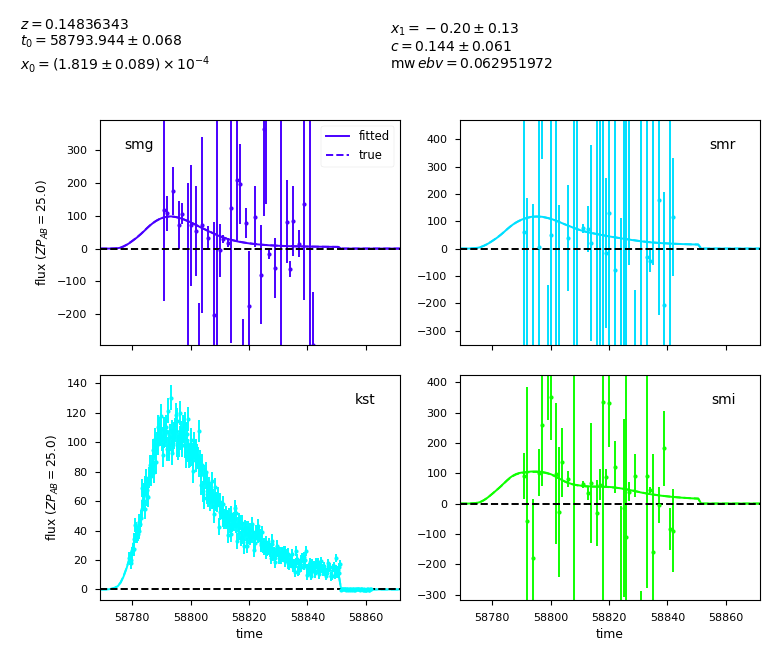 z = 0.14836343
t₀ = 58793.944 ± 0.068
x₀ = (1.819 ± 0.089) × 10⁻⁴
x₁ = −0.20 ± 0.13
c = 0.144 ± 0.061
mw ebv = 0.062951972
smg
fitted
true
300
200
100
0
−100
−200
flux (ZP_AB = 25.0)
smr
400
300
200
100
0
−100
−200
−300
kst
140
120
100
80
60
40
20
0
flux (ZP_AB = 25.0)
58780 58800 58820 58840 58860
time
smi
400
300
200
100
0
−100
−200
−300
58780 58800 58820 58840 58860
time